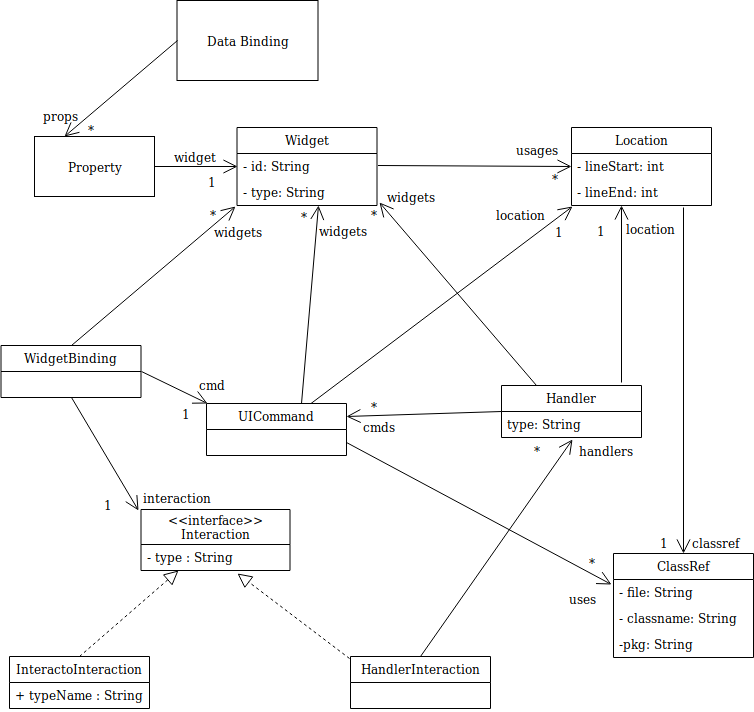 Data Binding
props
*
Property
widget
1
Widget
- id: String
- type: String
usages
*
Location
- lineStart: int
- lineEnd: int
*
widgets
*
widgets
*
widgets
location
1
1
location
WidgetBinding
cmd
1
UICommand
*
cmds
Handler
type: String
*
handlers
1
interaction
<<interface>>
Interaction
- type : String
*
uses
1
classref
ClassRef
- file: String
- classname: String
-pkg: String
InteractoInteraction
+ typeName : String
HandlerInteraction